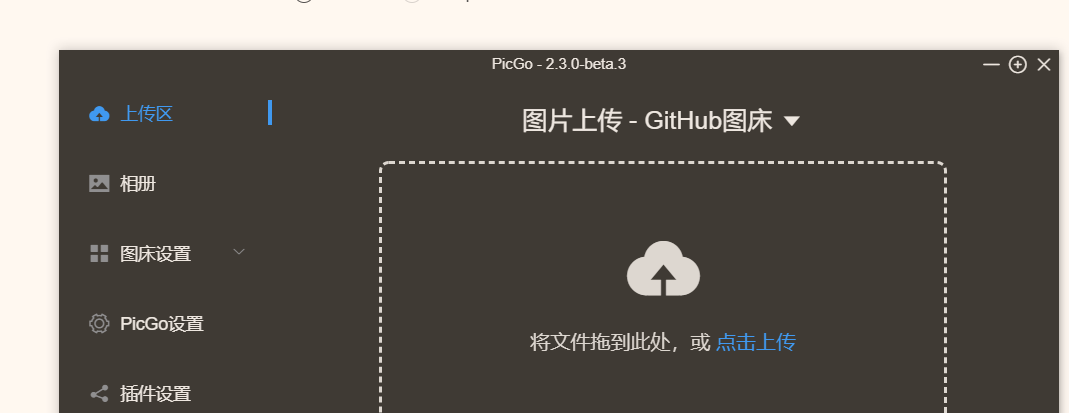 PicGo - 2.3.0-beta.3
上传区
相册
图床设置
PicGo设置
插件设置
图片上传 - GitHub图床
将文件拖到此处，或 点击上传